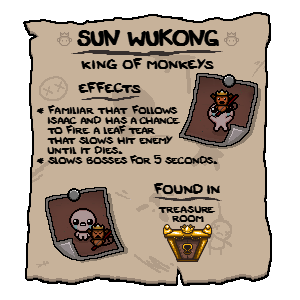 SUN WUKONG
KING OF MONKEYS
EFFECTS
* FAMILIAR THAT FOLLOWS
ISAAC AND HAS A CHANCE
TO FIRE A LEAF TEAR
THAT SLOWS HIT ENEMY
UNTIL IT DIES.
* SLOWS BOSSES FOR 5 SECONDS.
FOUND IN
TREASURE
ROOM